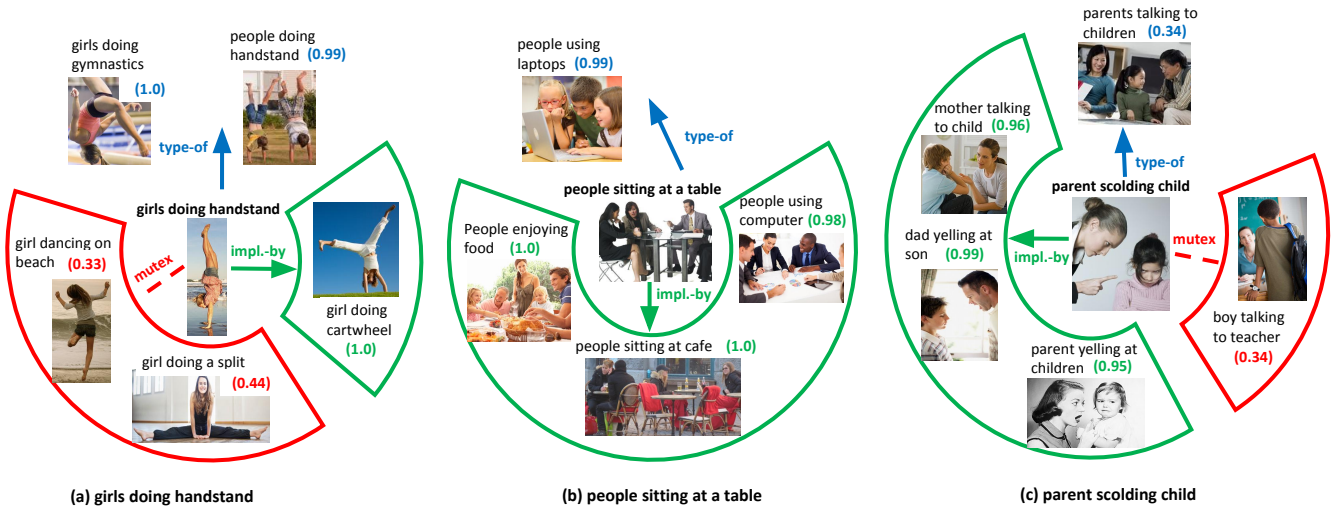 girls doing
gymnastics
(1.0)
people doing
handstand (0.99)
type-of
girls doing handstand
girl dancing on
beach (0.33)
mutex
impl.-by
girl doing a split
(0.44)
girl doing
cartwheel
(1.0)
(a) girls doing handstand
people using
laptops (0.99)
type-of
people sitting at a table
People enjoying
food (1.0)
people using
computer (0.98)
impl.-by
people sitting at cafe (1.0)
(b) people sitting at a table
parents talking to
children (0.34)
mother talking
to child (0.96)
type-of
parent scolding child
dad yelling at
son (0.99)
impl.-by
mutex
boy talking
to teacher
(0.34)
parent yelling at
children (0.95)
(c) parent scolding child